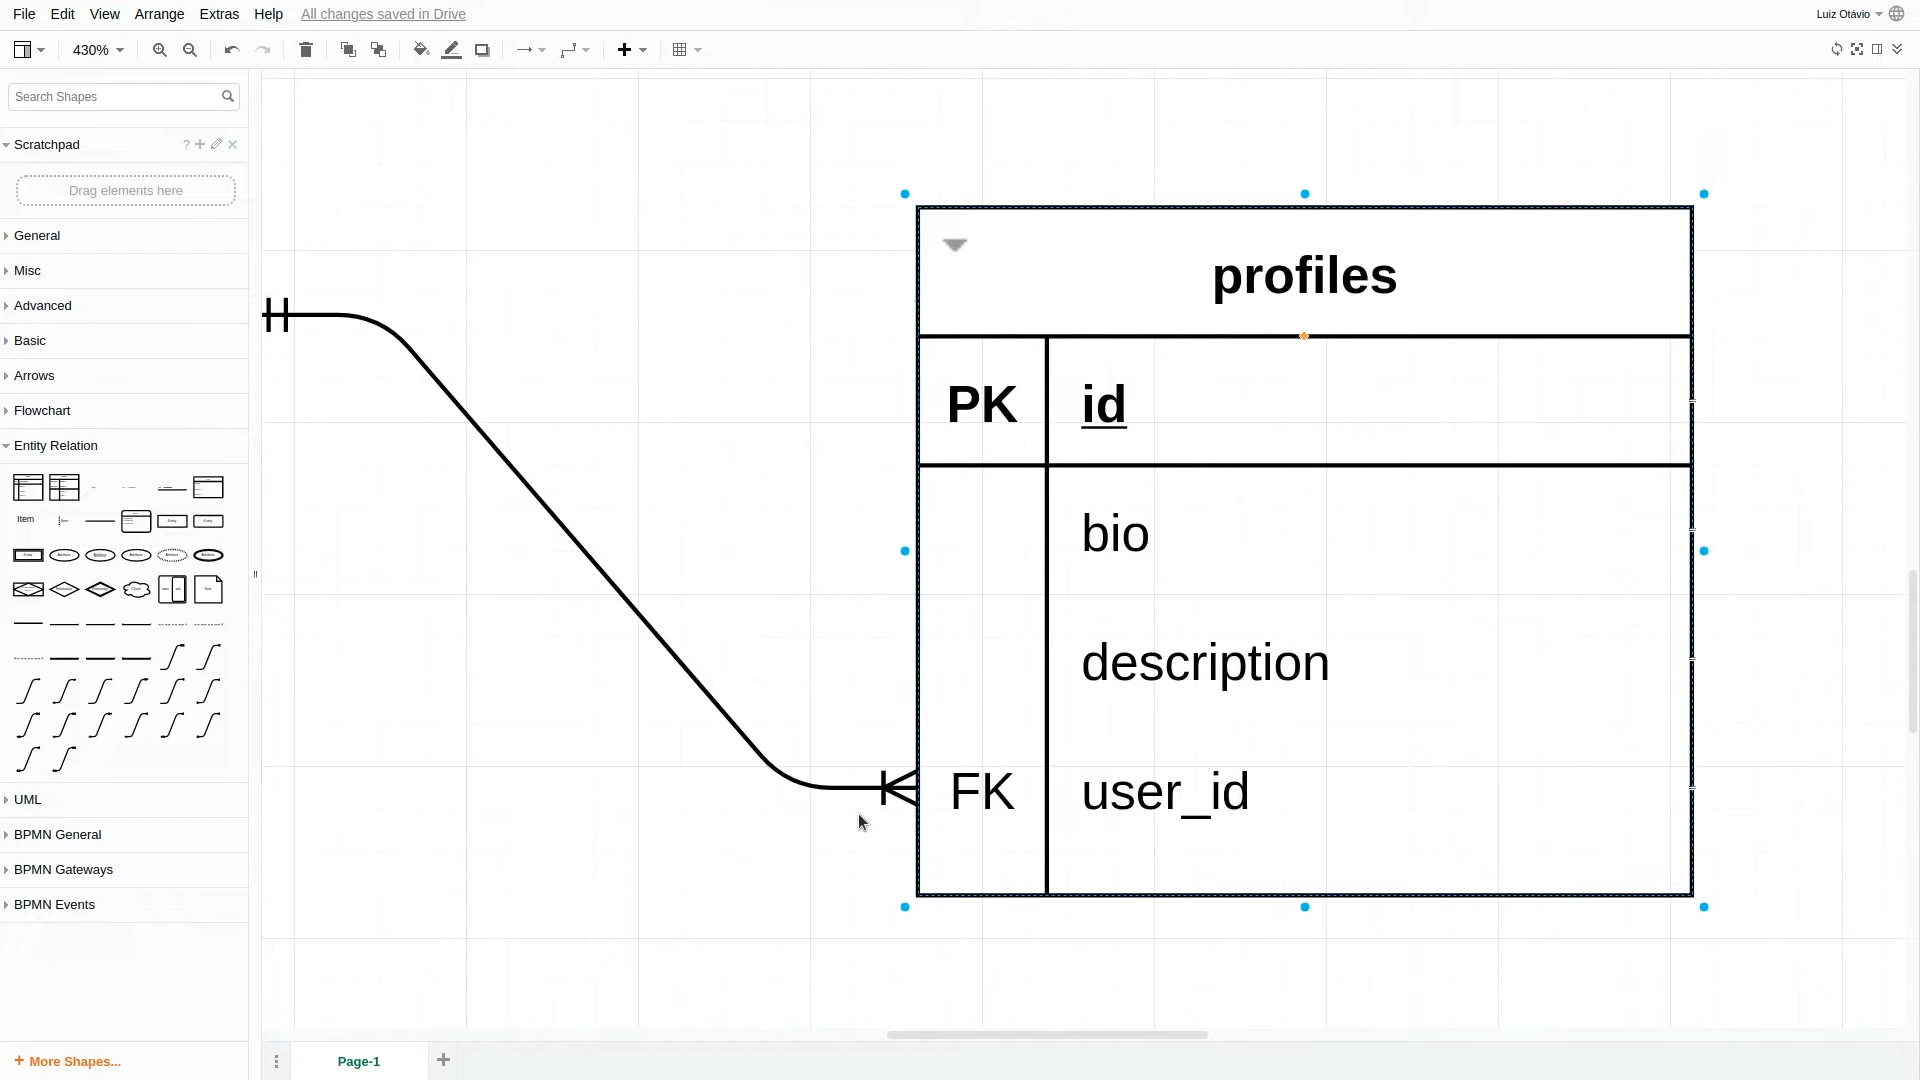 File Edit View Arrange Extras Help All changes saved in Drive
Luiz Otávio
430%
Search Shapes
Scratchpad
?
Drag elements here
General
Misc
Advanced
Basic
Arrows
Flowchart
Entity Relation
Item
UML
BPMN General
BPMN Gateways
BPMN Events
+ More Shapes...
profiles
PK id
bio
description
FK user_id
Page-1